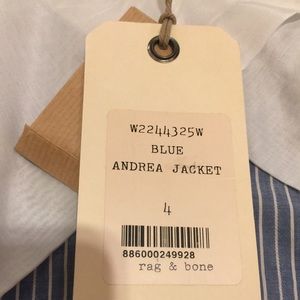 W2244325W
BLUE
ANDREA JACKET
4
886000249928
rag & bone